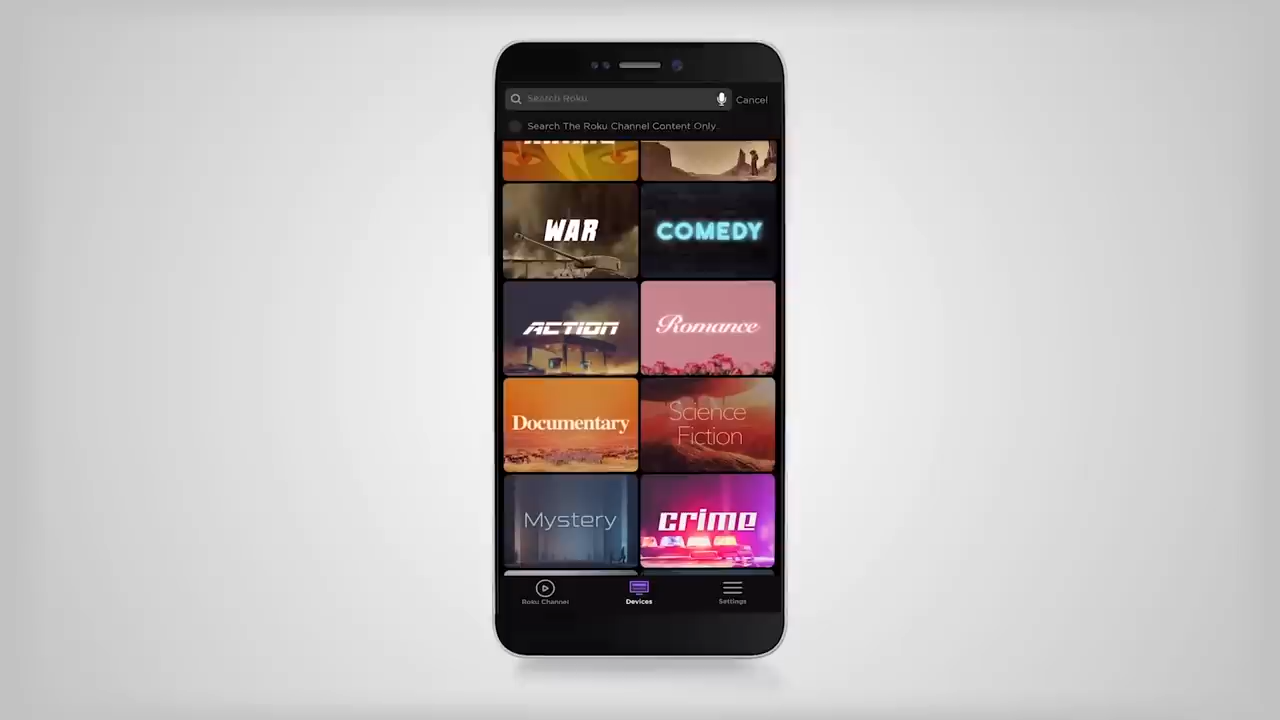 Search Roku
Cancel
Search The Roku Channel Content Only
WAR
COMEDY
ACTION
Romance
Documentary
Science
Fiction
Mystery
crime
Roku Channel
Devices
Settings